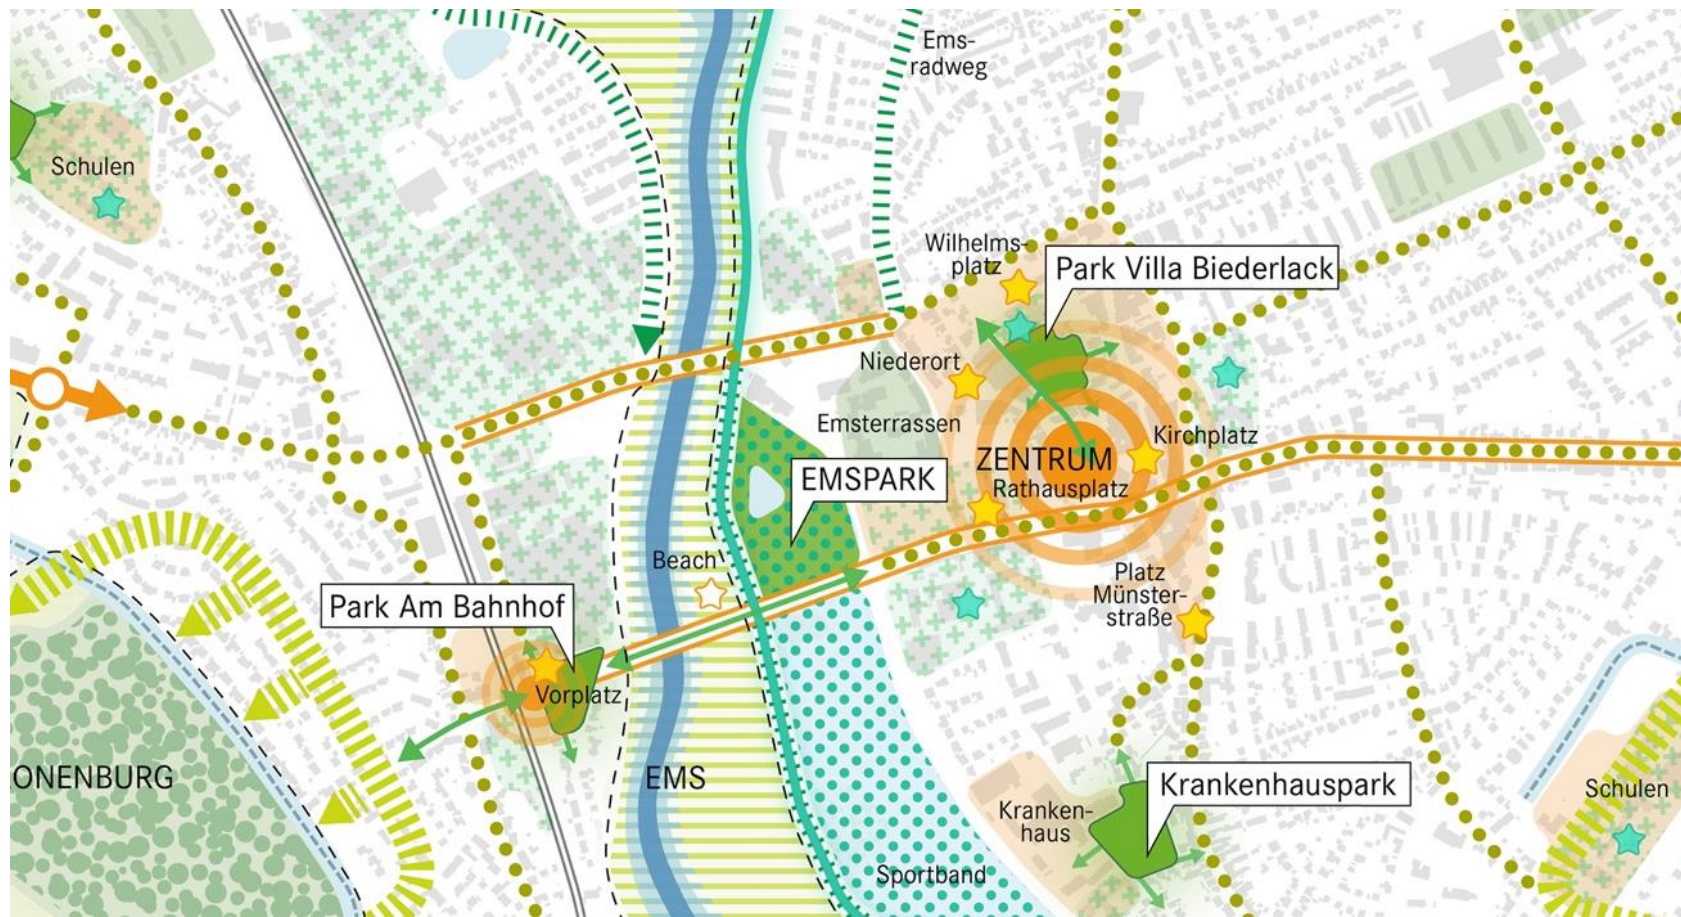 Ems-
radweg
Schulen
Wilhelms-
platz
Park Villa Biederlack
Niederort
Emsterrassen
Kirchplatz
ZENTRUM
Rathausplatz
EMSPARK
Beach
Platz
Münster-
straße
Park Am Bahnhof
Vorplatz
ONENBURG
EMS
Krankenhauspark
Schulen
Kranken-
haus
Sportband